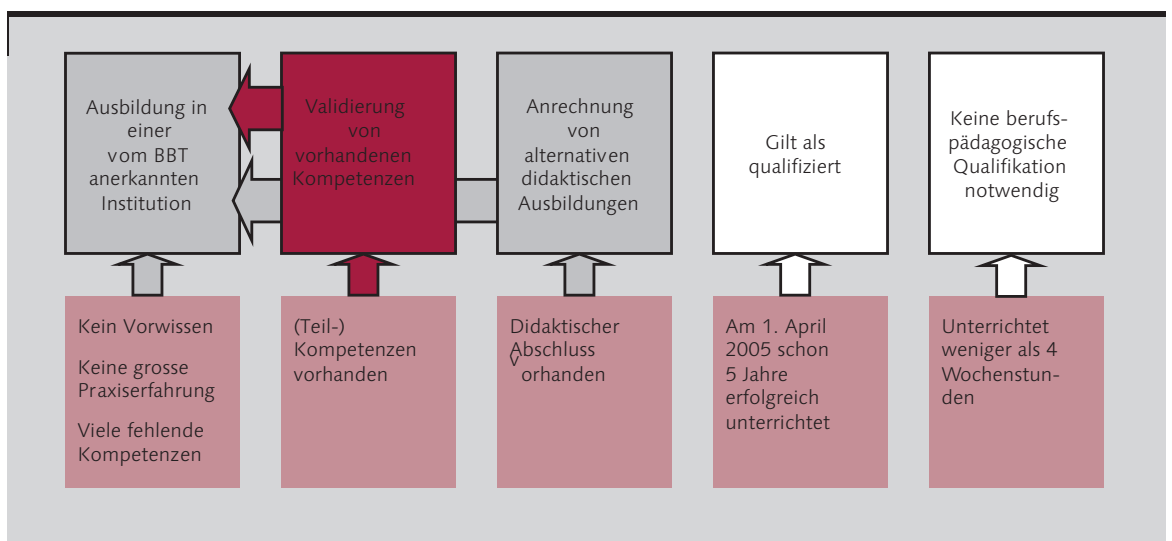 Ausbildung in
einer
vom BBT
anerkannten
Institution
Validierung
von
vorhandenen
Kompetenzen
Anrechnung
von
alternativen
didaktischen
Ausbildungen
Gilt als
qualifiziert
Keine berufs-
pädagogische
Qualifikation
notwendig
Kein Vorwissen
Keine grosse
Praxiserfahrung
Viele fehlende
Kompetenzen
(Teil-)
Kompetenzen
vorhanden
Didaktischer
Abschluss
vorhanden
Am 1. April
2005 schon
5 Jahre
erfolgreich
unterrichtet
Unterrichtet
weniger als 4
Wochenstun-
den